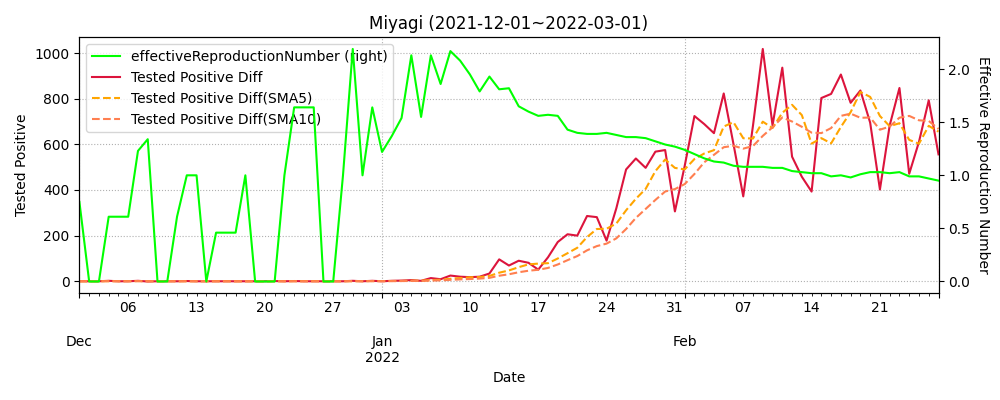 Miyagi (2021-12-01~2022-03-01)
effectiveReproductionNumber (right)
Tested Positive Diff
Tested Positive Diff(SMA5)
Tested Positive Diff(SMA10)
Tested Positive
1000
800
600
400
200
0
2.0
1.5
1.0
0.5
0.0
Effective Reproduction Number
06 13 20 27 03 10 17 24 31 07 14 21
Dec Jan Feb
2022
Date